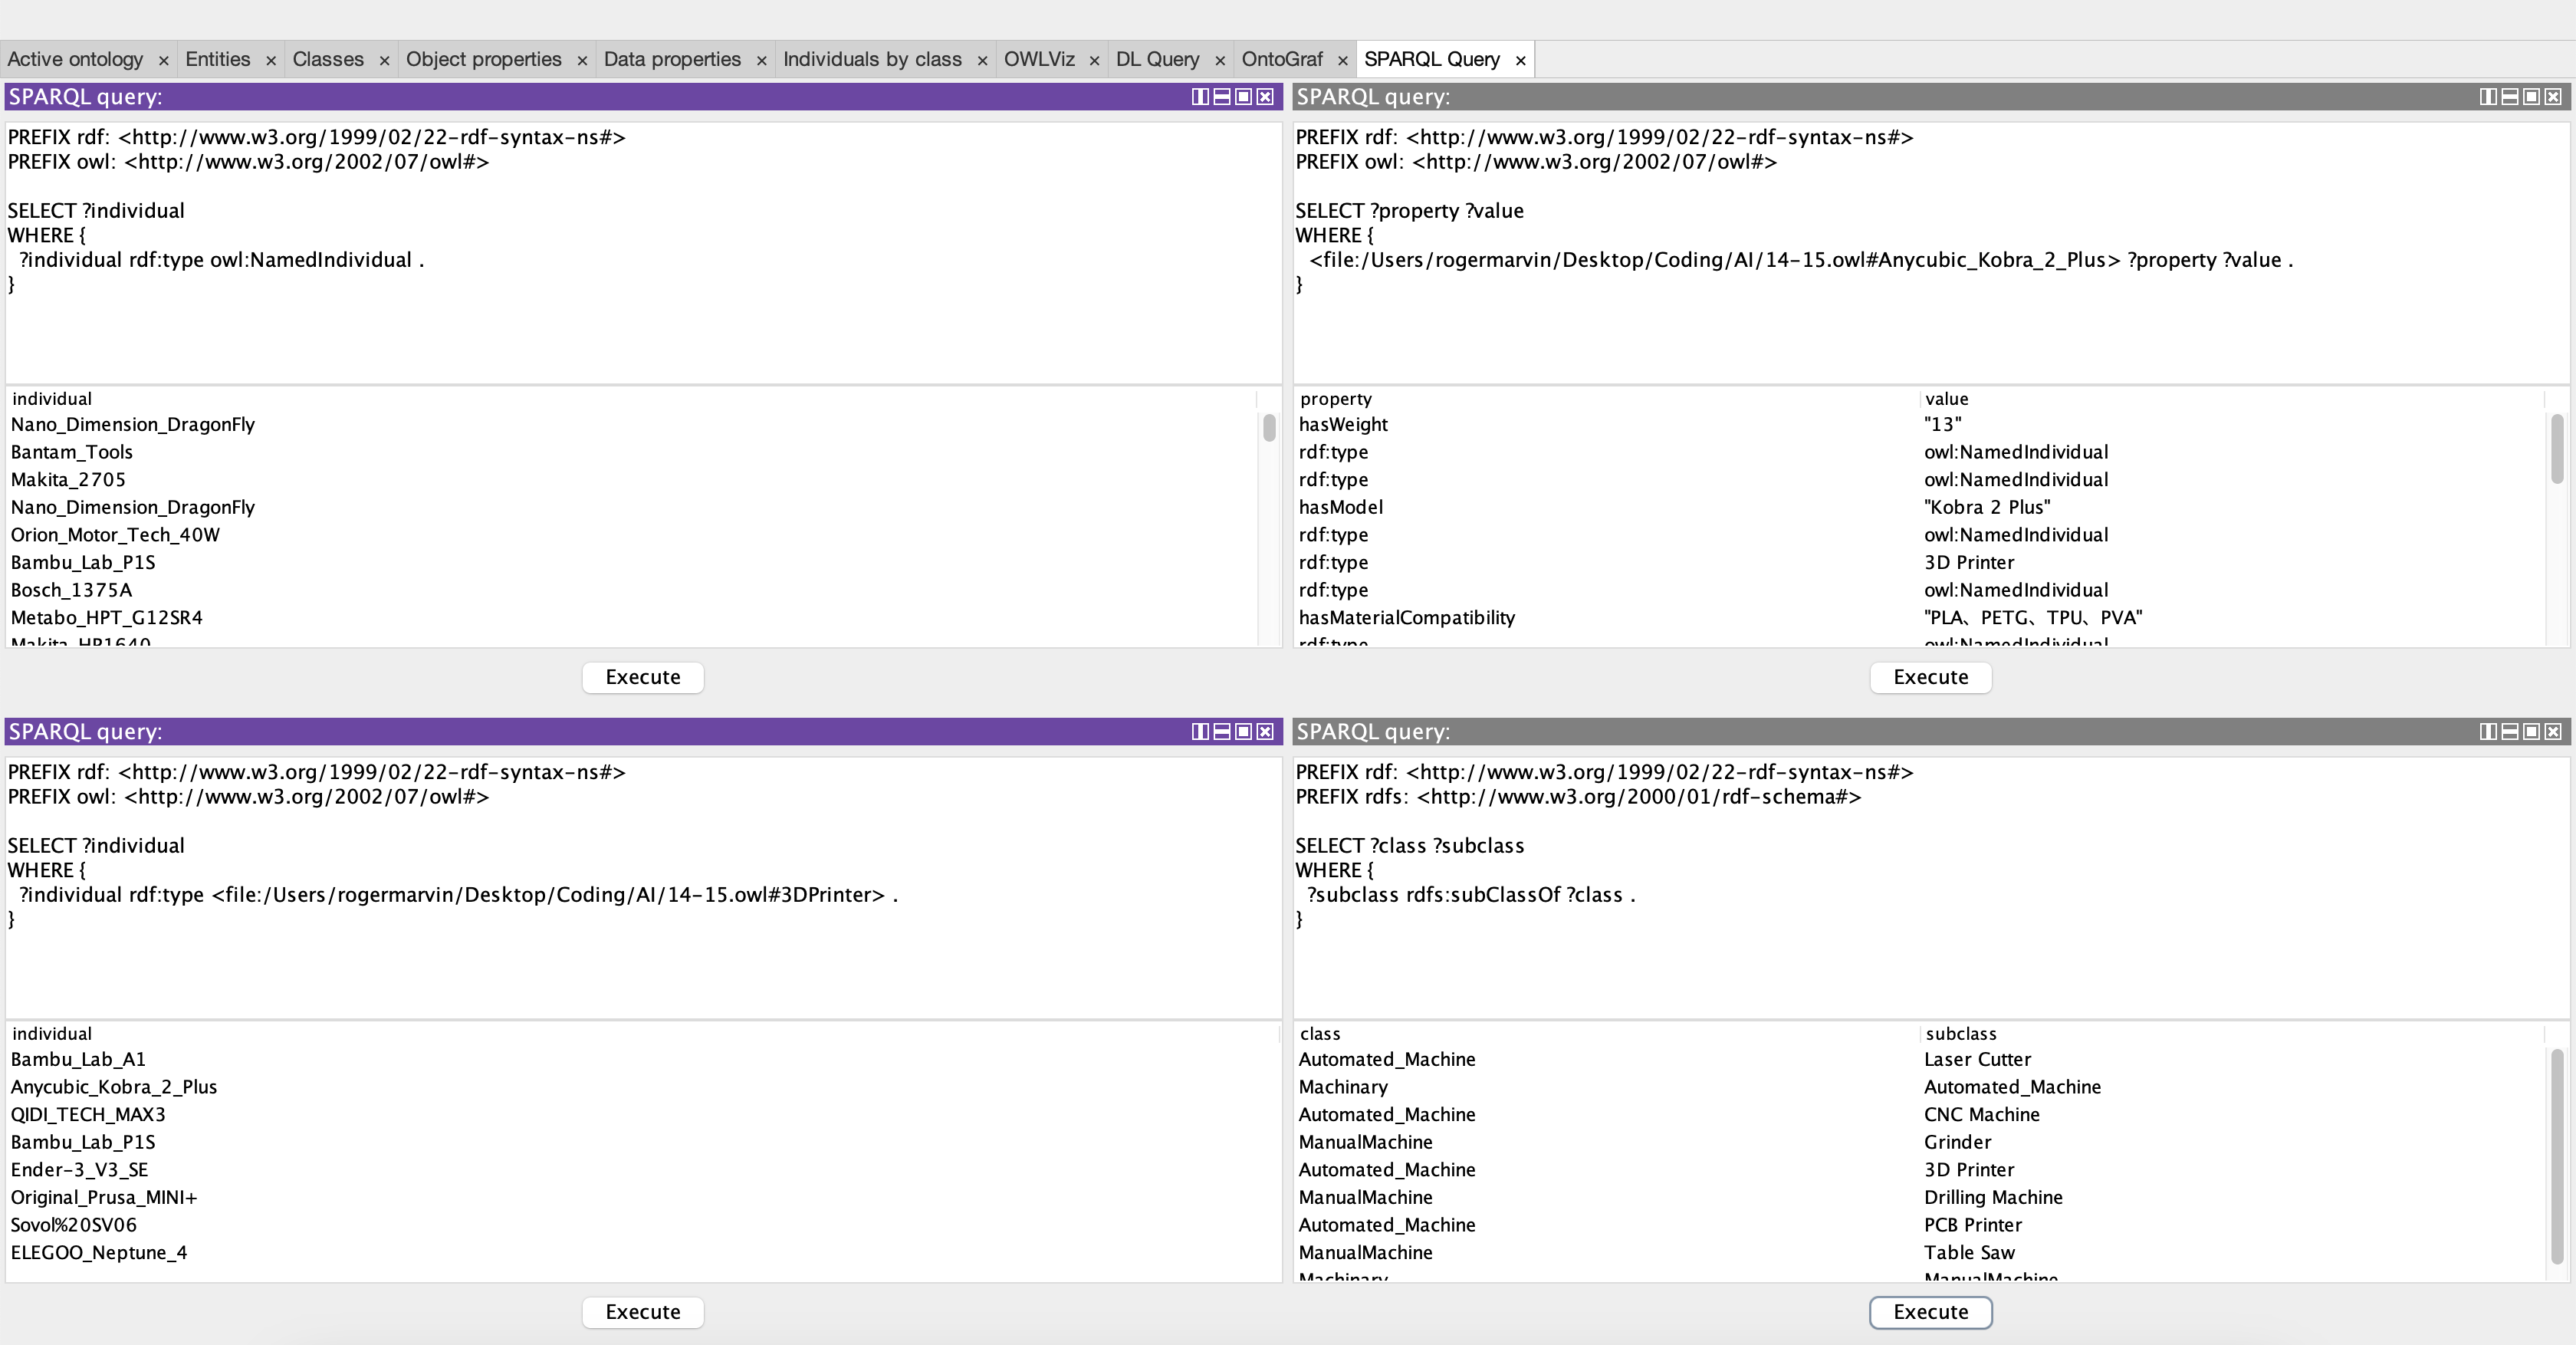 Active ontology × Entities × Classes × Object properties × Data properties × Individuals by class × OWLViz × DL Query × OntoGraf × SPARQL Query ×
SPARQL query:
PREFIX rdf: <http://www.w3.org/1999/02/22-rdf-syntax-ns#>
PREFIX owl: <http://www.w3.org/2002/07/owl#>
SELECT ?individual
WHERE {
?individual rdf:type owl:NamedIndividual .
}
individual
Nano_Dimension_DragonFly
Bantam_Tools
Makita_2705
Nano_Dimension_DragonFly
Orion_Motor_Tech_40W
Bambu_Lab_P1S
Bosch_1375A
Metabo_HPT_G12SR4
Makita_HR1640
Execute
SPARQL query:
PREFIX rdf: <http://www.w3.org/1999/02/22-rdf-syntax-ns#>
PREFIX owl: <http://www.w3.org/2002/07/owl#>
SELECT ?property ?value
WHERE {
<file:/Users/rogermarvin/Desktop/Coding/AI/14-15.owl#Anycubic_Kobra_2_Plus> ?property ?value .
}
property value
hasWeight "13"
rdf:type owl:NamedIndividual
rdf:type owl:NamedIndividual
hasModel "Kobra 2 Plus"
rdf:type owl:NamedIndividual
rdf:type 3D Printer
rdf:type owl:NamedIndividual
hasMaterialCompatibility "PLA、PETG、TPU、PVA"
rdf:type owl:NamedIndividual
Execute
SPARQL query:
PREFIX rdf: <http://www.w3.org/1999/02/22-rdf-syntax-ns#>
PREFIX owl: <http://www.w3.org/2002/07/owl#>
SELECT ?individual
WHERE {
?individual rdf:type <file:/Users/rogermarvin/Desktop/Coding/AI/14-15.owl#3DPrinter> .
}
individual
Bambu_Lab_A1
Anycubic_Kobra_2_Plus
QIDI_TECH_MAX3
Bambu_Lab_P1S
Ender-3_V3_SE
Original_Prusa_MINI+
Sovol%20SV06
ELEGOO_Neptune_4
Execute
SPARQL query:
PREFIX rdf: <http://www.w3.org/1999/02/22-rdf-syntax-ns#>
PREFIX rdfs: <http://www.w3.org/2000/01/rdf-schema#>
SELECT ?class ?subclass
WHERE {
?subclass rdfs:subClassOf ?class .
}
class subclass
Automated_Machine Laser Cutter
Machinary Automated_Machine
Automated_Machine CNC Machine
ManualMachine Grinder
Automated_Machine 3D Printer
ManualMachine Drilling Machine
Automated_Machine PCB Printer
ManualMachine Table Saw
Machinary ManualMachine
Execute